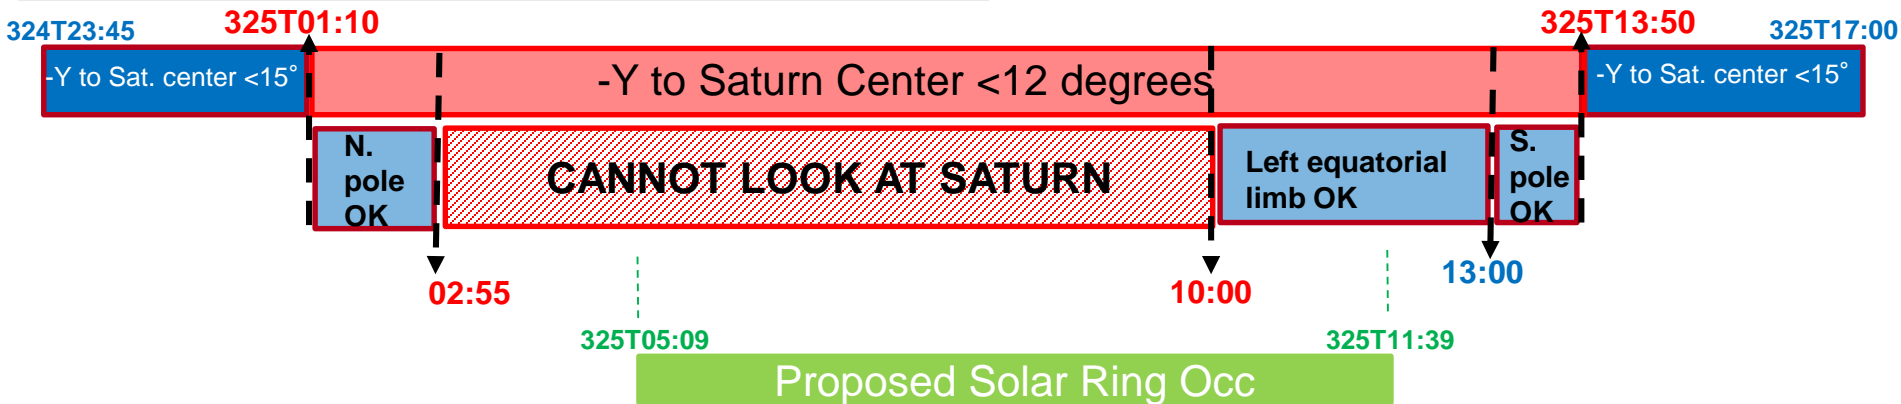 324T23:45
325T01:10
325T13:50
325T17:00
-Y to Sat. center <15°
-Y to Saturn Center <12 degrees
-Y to Sat. center <15°
N.
pole
OK
CANNOT LOOK AT SATURN
Left equatorial
limb OK
S.
pole
OK
02:55
10:00
13:00
325T05:09
325T11:39
Proposed Solar Ring Occ